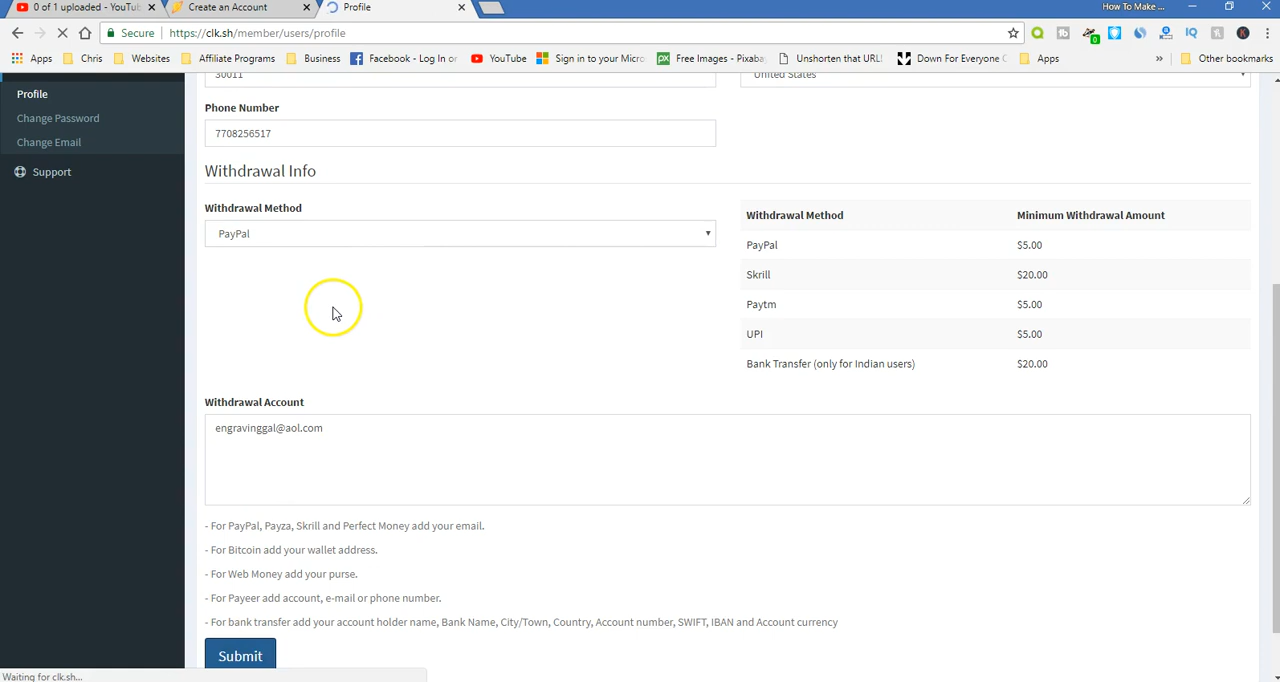 0 of 1 uploaded - YouTu
Create an Account
Profile
How To Make ...
Secure
https://clk.sh/member/users/profile
Apps
Chris
Websites
Affiliate Programs
Business
Facebook - Log In or
YouTube
Sign in to your Micro
Free Images - Pixaba
Unshorten that URL!
Down For Everyone O
Apps
»
Other bookmarks
30011
United States
Profile
Change Password
Change Email
Support
Phone Number
7708256517
Withdrawal Info
Withdrawal Method
PayPal
Withdrawal Method Minimum Withdrawal Amount
PayPal $5.00
Skrill $20.00
Paytm $5.00
UPI $5.00
Bank Transfer (only for Indian users) $20.00
Withdrawal Account
engravinggal@aol.com
- For PayPal, Payza, Skrill and Perfect Money add your email.
- For Bitcoin add your wallet address.
- For Web Money add your purse.
- For Payeer add account, e-mail or phone number.
- For bank transfer add your account holder name, Bank Name, City/Town, Country, Account number, SWIFT, IBAN and Account currency
Submit
Waiting for clk.sh...